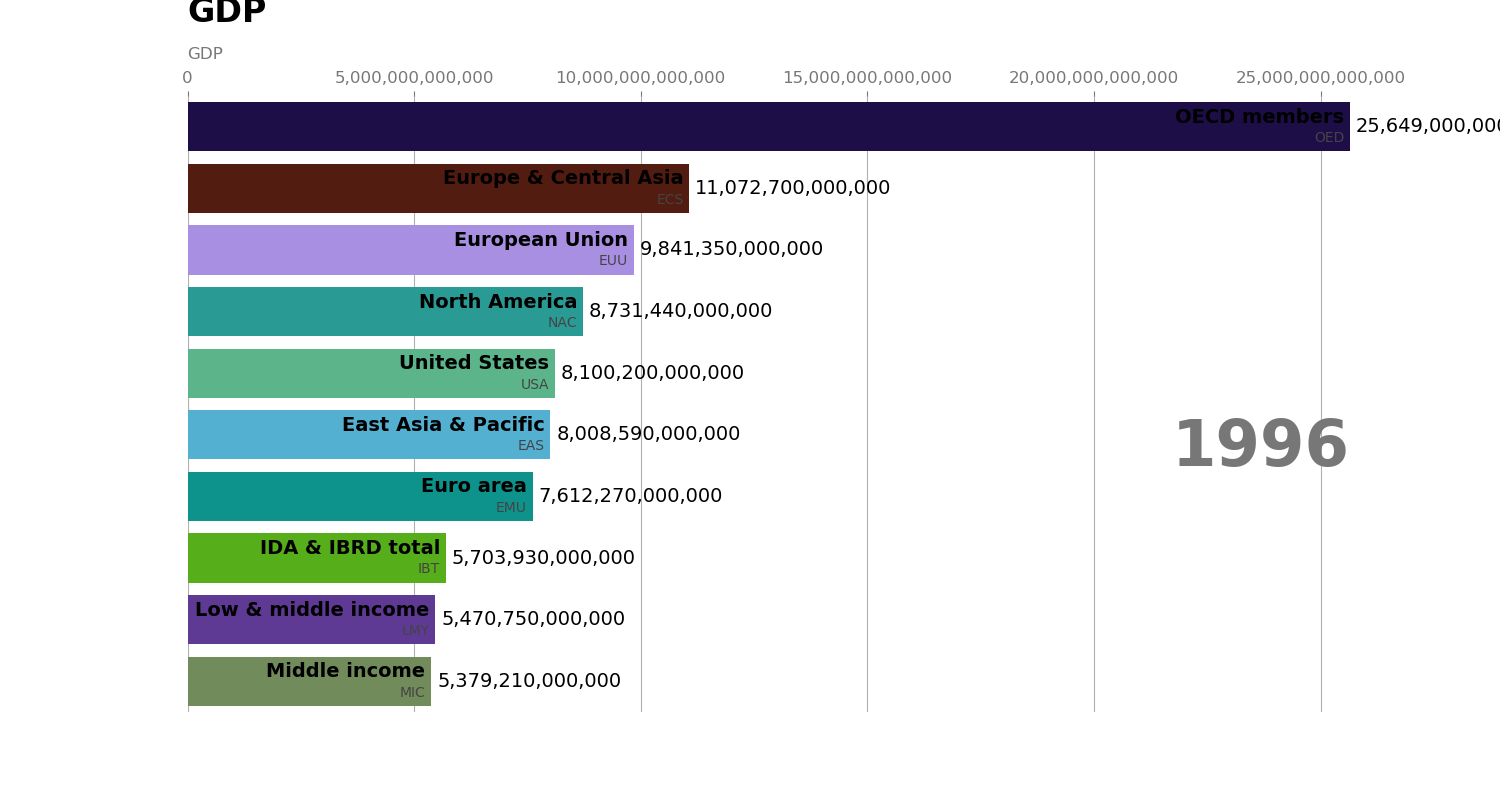 GDP
GDP
0 5,000,000,000,000 10,000,000,000,000 15,000,000,000,000 20,000,000,000,000 25,000,000,000,000
OECD members
OED
Europe & Central Asia
ECS
11,072,700,000,000
European Union
EUU
9,841,350,000,000
North America
NAC
8,731,440,000,000
United States
USA
8,100,200,000,000
East Asia & Pacific
EAS
8,008,590,000,000
1996
Euro area
EMU
7,612,270,000,000
IDA & IBRD total
IBT
5,703,930,000,000
Low & middle income
LMY
5,470,750,000,000
Middle income
MIC
5,379,210,000,000